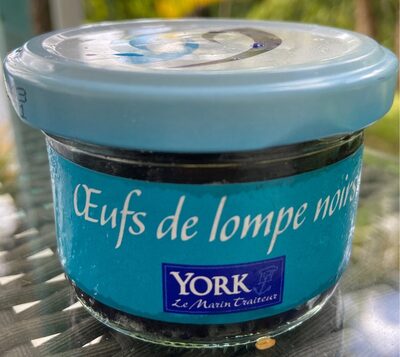 Œufs de lompe noirs
YORK
Le Marin Traiteur